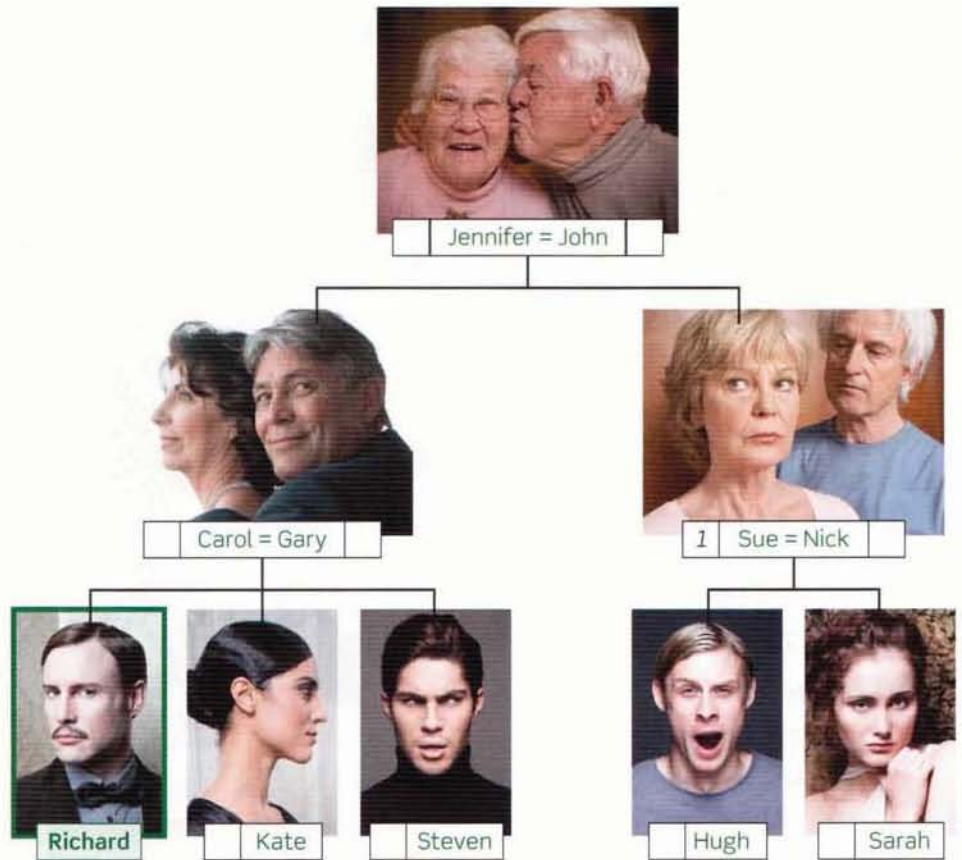 Jennifer = John
Carol = Gary
1 Sue = Nick
Richard
Kate
Steven
Hugh
Sarah